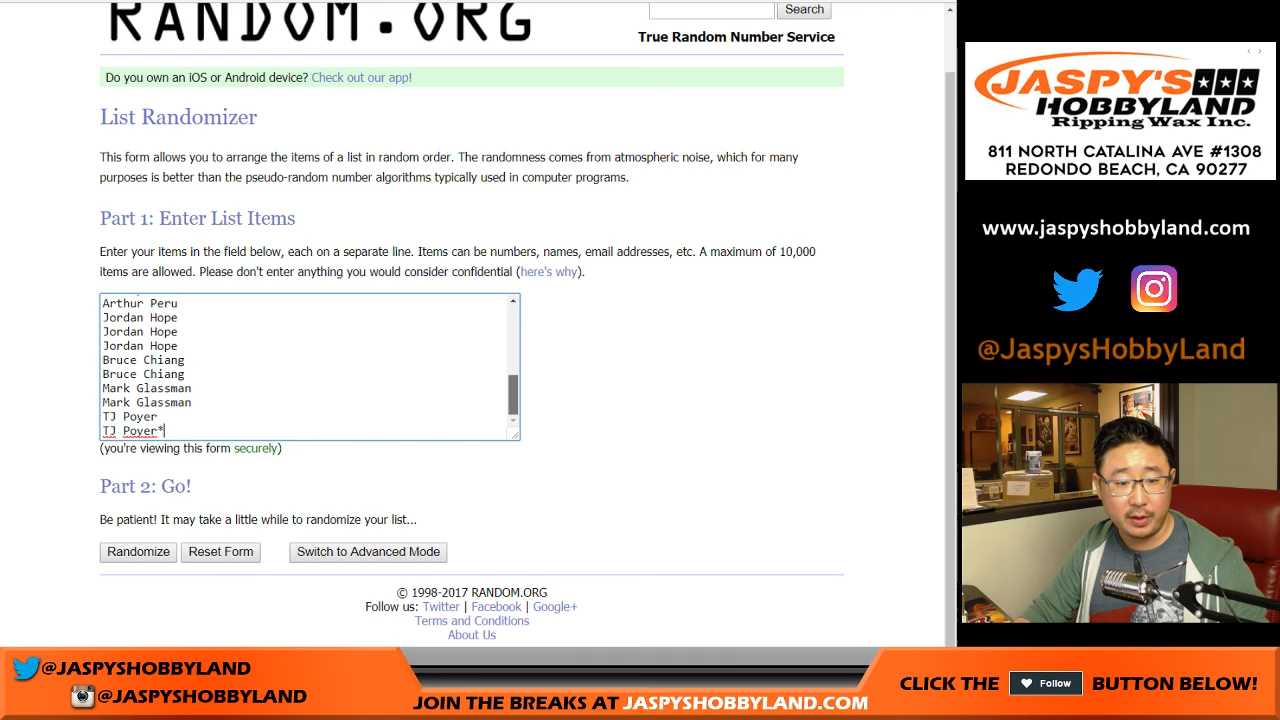 RANDOM.ORG
Search
True Random Number Service
Do you own an iOS or Android device? Check out our app!
List Randomizer
This form allows you to arrange the items of a list in random order. The randomness comes from atmospheric noise, which for many
purposes is better than the pseudo-random number algorithms typically used in computer programs.
Part 1: Enter List Items
Enter your items in the field below, each on a separate line. Items can be numbers, names, email addresses, etc. A maximum of 10,000
items are allowed. Please don't enter anything you would consider confidential (here's why).
Arthur Peru
Jordan Hope
Jordan Hope
Jordan Hope
Bruce Chiang
Bruce Chiang
Mark Glassman
Mark Glassman
TJ Poyer
TJ Poyer*
(you're viewing this form securely)
Part 2: Go!
Be patient! It may take a little while to randomize your list...
Randomize Reset Form Switch to Advanced Mode
© 1998-2017 RANDOM.ORG
Follow us: Twitter | Facebook | Google+
Terms and Conditions
About Us
JASPY'S
HOBBYLAND
Ripping Wax Inc.
811 NORTH CATALINA AVE #1308
REDONDO BEACH, CA 90277
www.jaspyshobbyland.com
@JaspysHobbyLand
@JASPYSHOBBYLAND
@JASPYSHOBBYLAND
JOIN THE BREAKS AT JASPYSHOBBYLAND.COM
CLICK THE Follow BUTTON BELOW!